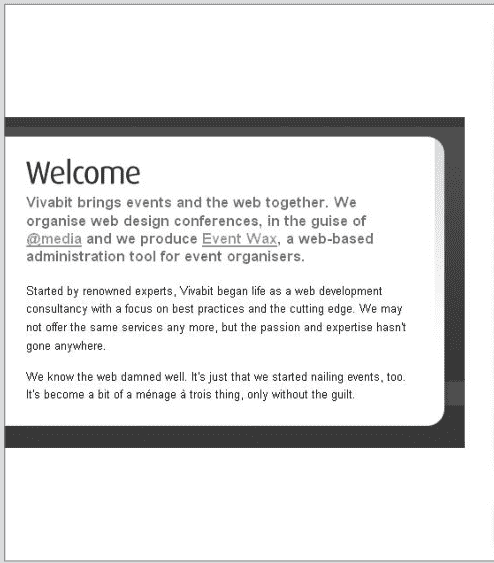 Welcome
Vivabit brings events and the web together. We
organise web design conferences, in the guise of
@media and we produce Event Wax, a web-based
administration tool for event organisers.
Started by renowned experts, Vivabit began life as a web development
consultancy with a focus on best practices and the cutting edge. We may
not offer the same services any more, but the passion and expertise hasn't
gone anywhere.
We know the web damned well. It's just that we started nailing events, too.
It's become a bit of a ménage à trois thing, only without the guilt.